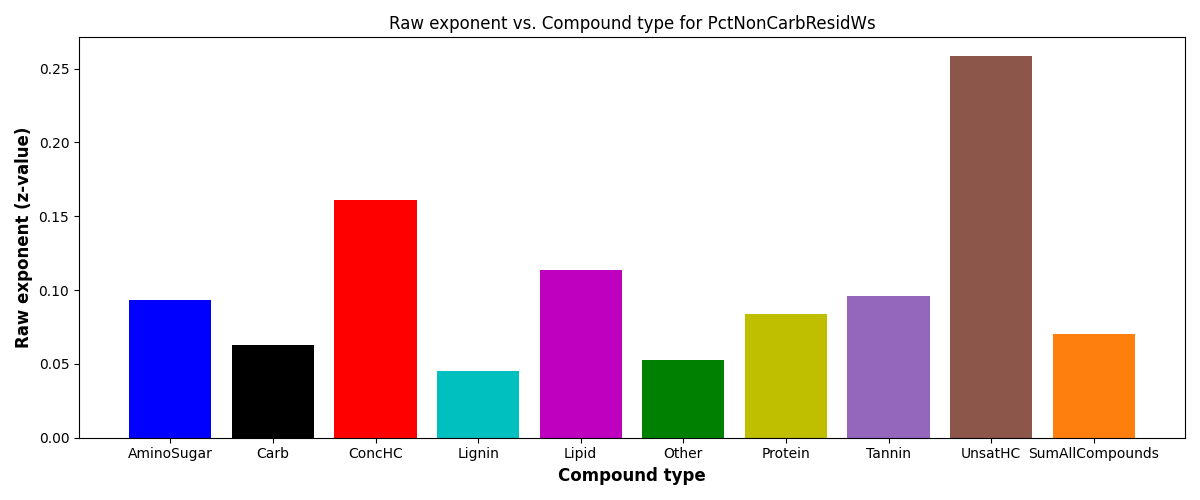 Raw exponent vs. Compound type for PctNonCarbResidWs
Raw exponent (z-value)
0.25
0.20
0.15
0.10
0.05
0.00
AminoSugar Carb ConcHC Lignin Lipid Other Protein Tannin UnsatHC SumAllCompounds
Compound type